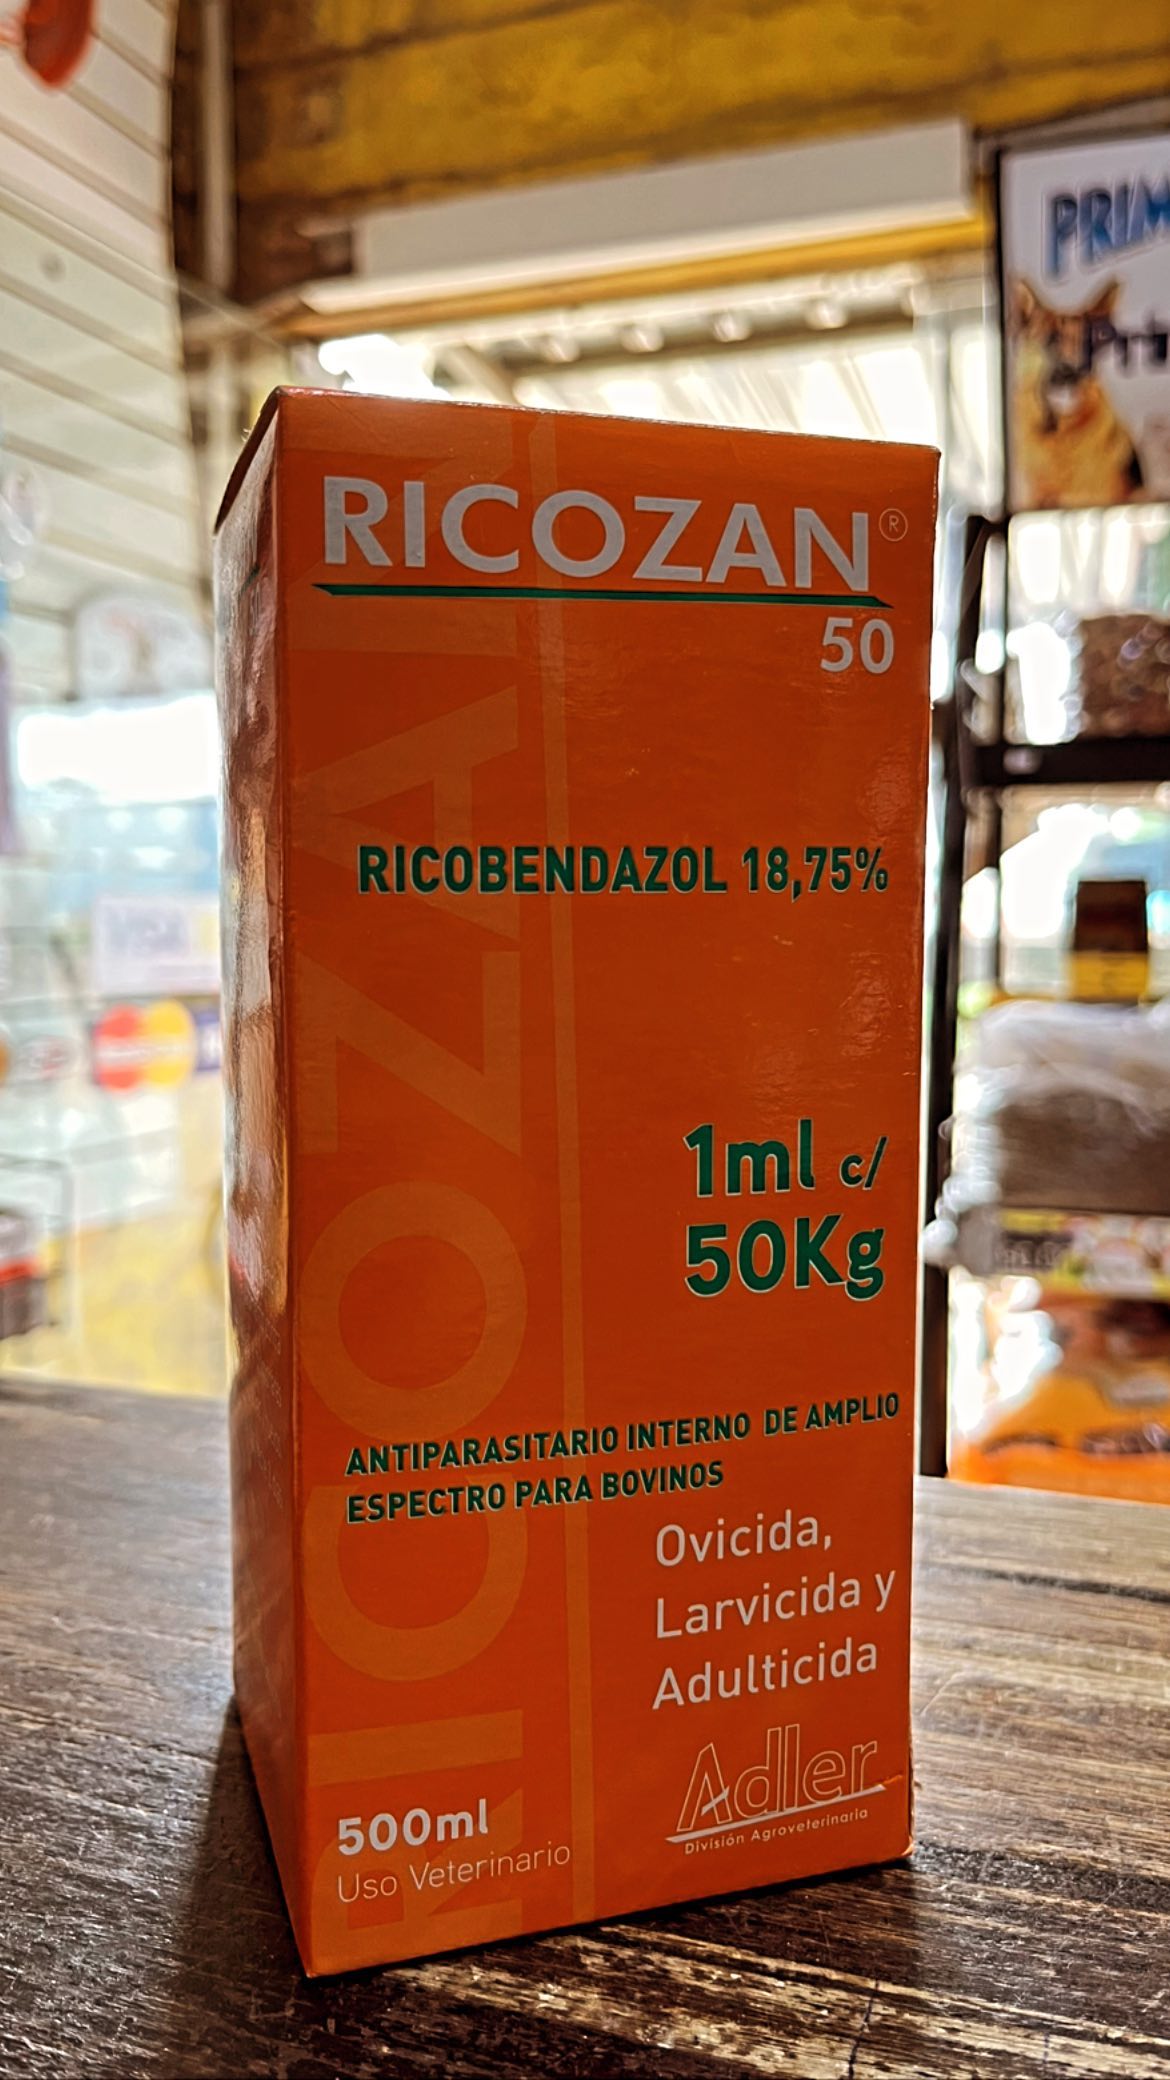 RICOZAN®
50
RICOBENDAZOL 18,75%
1ml c/
50Kg
ANTIPARASITARIO INTERNO DE AMPLIO
ESPECTRO PARA BOVINOS
Ovicida,
Larvicida y
Adulticida
Adler
División Agroveterinaria
500ml
Uso Veterinario
RICOZAN